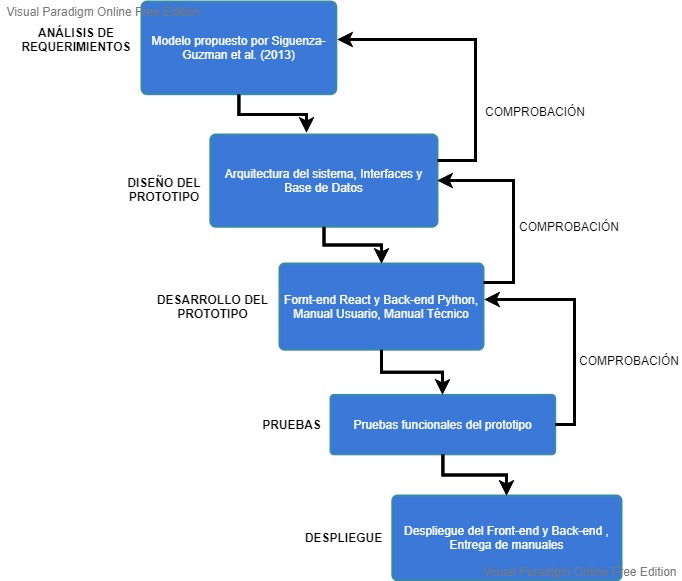 Visual Paradigm Online Free Edition
ANÁLISIS DE
REQUERIMIENTOS
Modelo propuesto por Siguenza-
Guzman et al. (2013)
COMPROBACIÓN
DISEÑO DEL
PROTOTIPO
Arquitectura del sistema, Interfaces y
Base de Datos
COMPROBACIÓN
DESARROLLO DEL
PROTOTIPO
Fornt-end React y Back-end Python,
Manual Usuario, Manual Técnico
COMPROBACIÓN
PRUEBAS
Pruebas funcionales del prototipo
DESPLIEGUE
Despliegue del Front-end y Back-end ,
Entrega de manuales
Visual Paradigm Online Free Edition